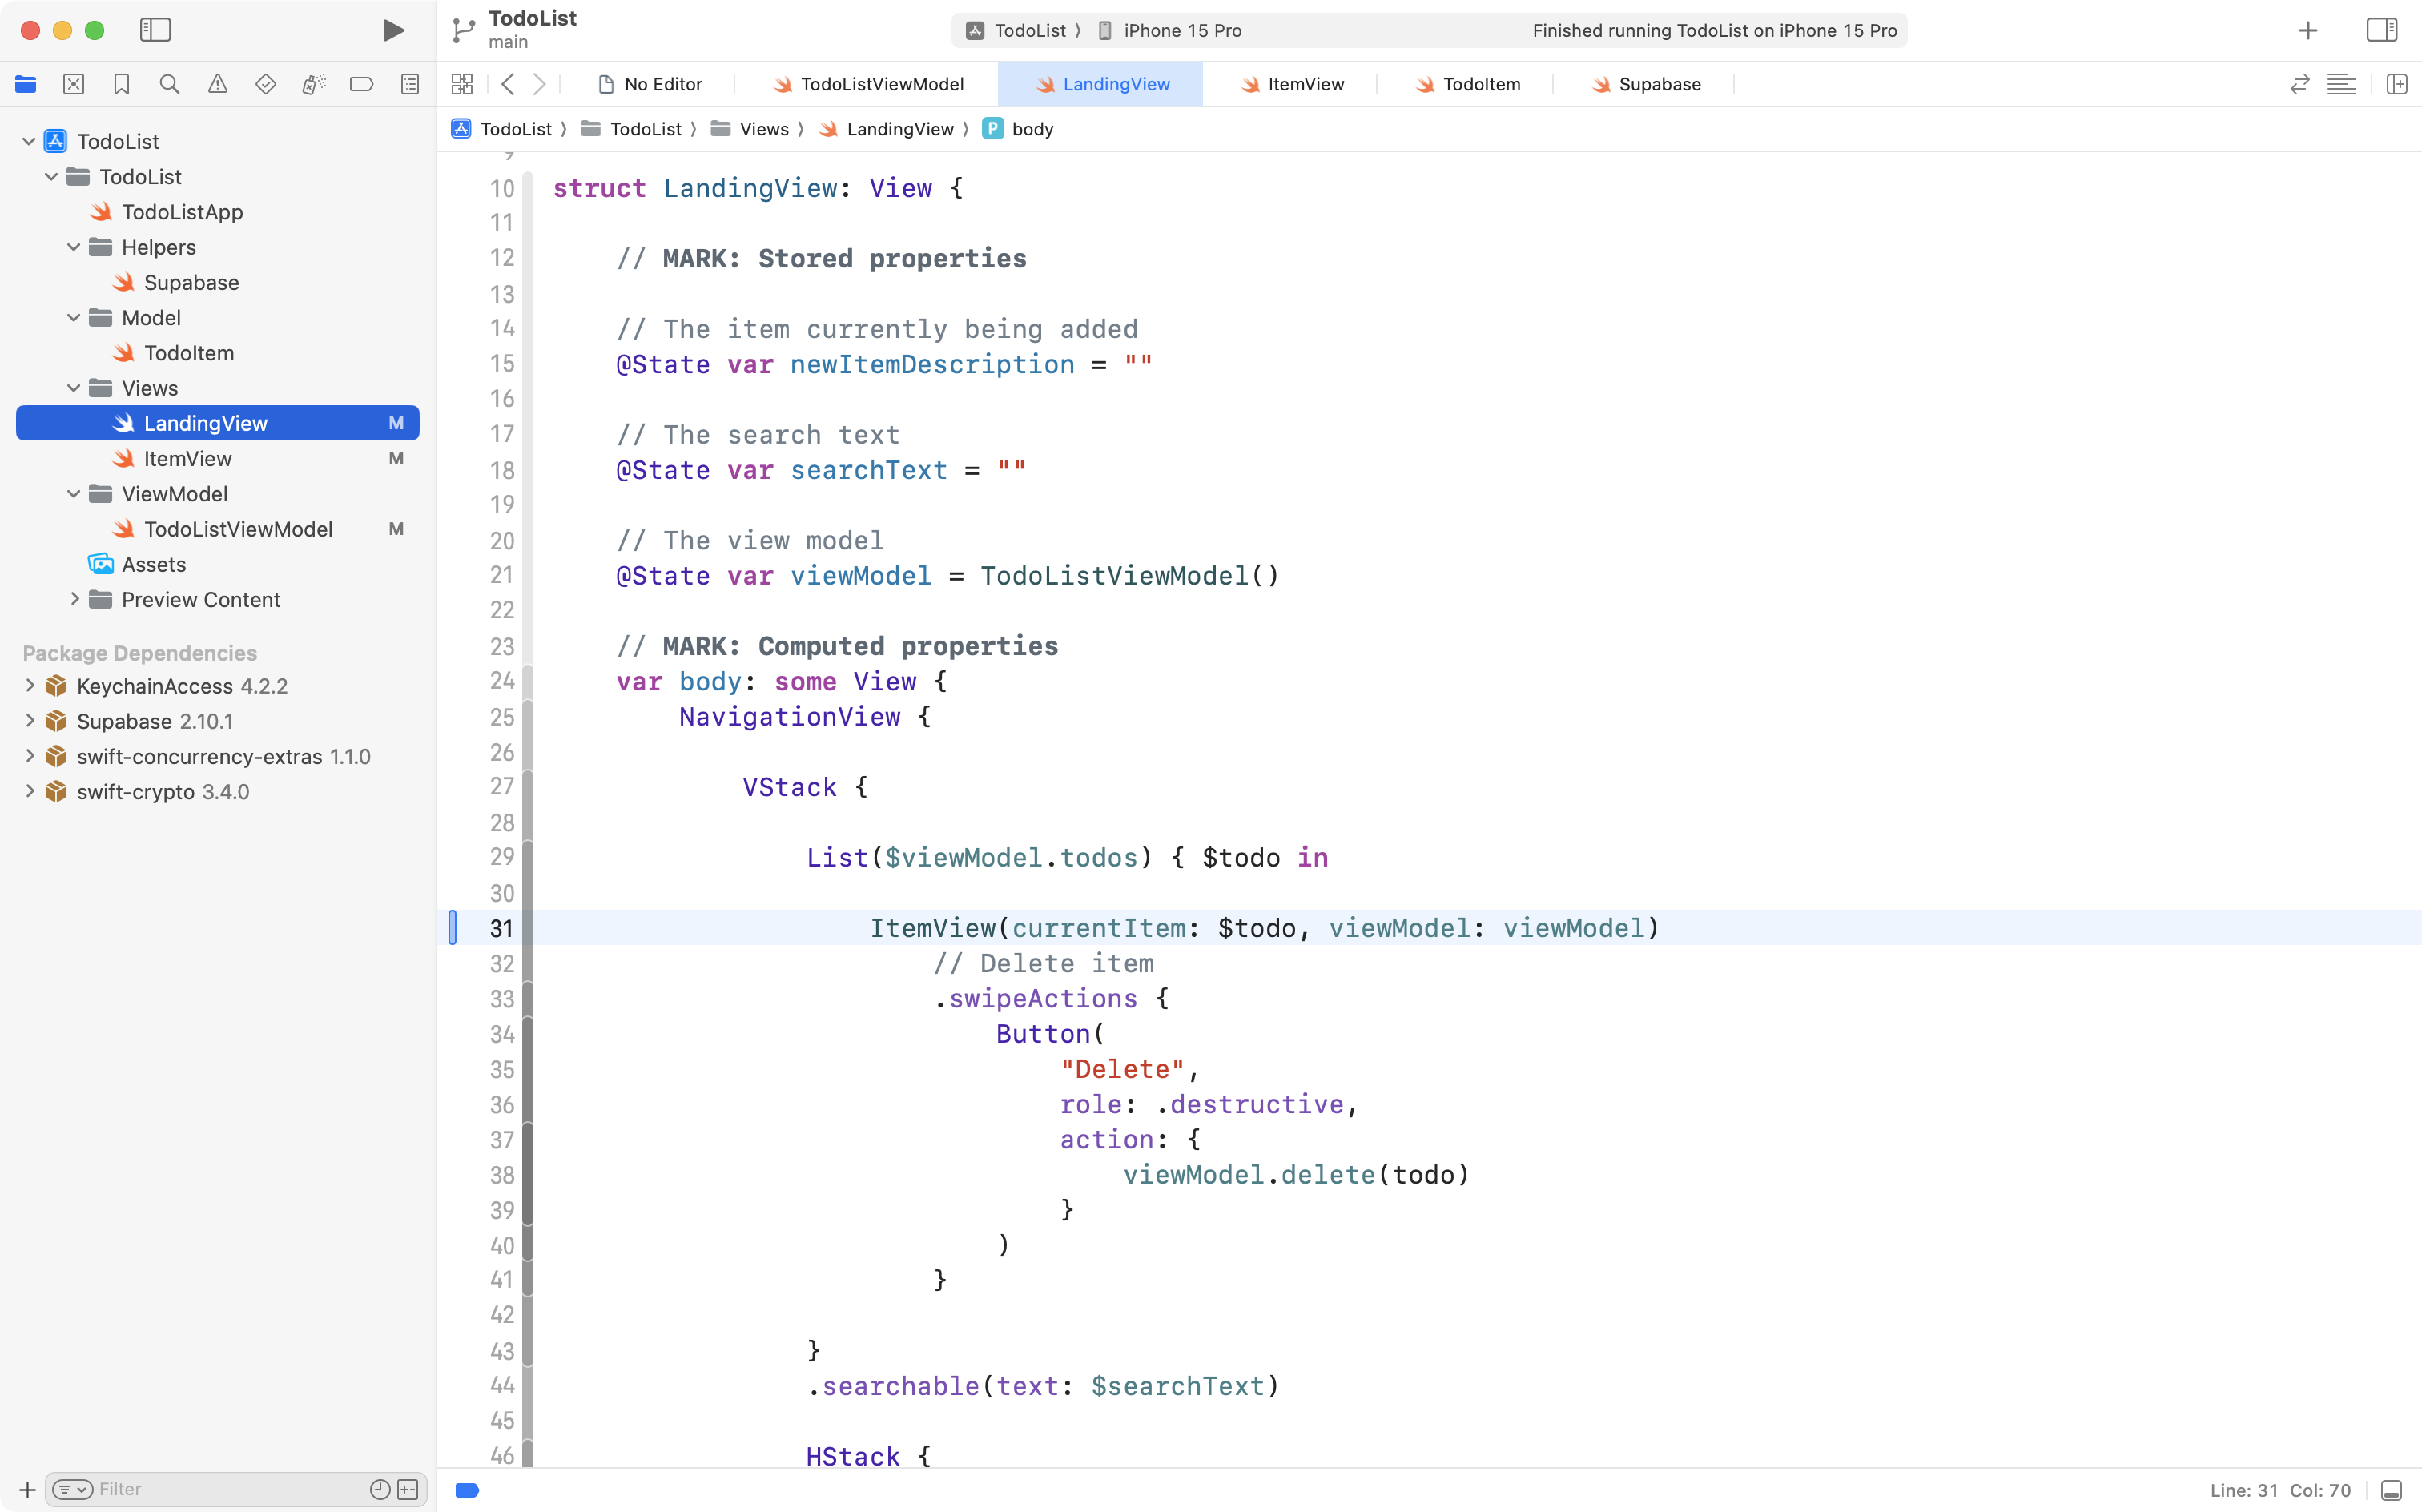 TodoList
main
TodoList ⟩ iPhone 15 Pro
Finished running TodoList on iPhone 15 Pro
No Editor
TodoListViewModel
LandingView
ItemView
TodoItem
Supabase
TodoList ⟩ TodoList ⟩ Views ⟩ LandingView ⟩ P body
TodoList
TodoList
TodoListApp
Helpers
Supabase
Model
TodoItem
Views
LandingView M
ItemView M
ViewModel
TodoListViewModel M
Assets
Preview Content
Package Dependencies
KeychainAccess 4.2.2
Supabase 2.10.1
swift-concurrency-extras 1.1.0
swift-crypto 3.4.0
Filter
9
10 struct LandingView: View {
11
12 // MARK: Stored properties
13
14 // The item currently being added
15 @State var newItemDescription = ""
16
17 // The search text
18 @State var searchText = ""
19
20 // The view model
21 @State var viewModel = TodoListViewModel()
22
23 // MARK: Computed properties
24 var body: some View {
25 NavigationView {
26
27 VStack {
28
29 List($viewModel.todos) { $todo in
30
31 ItemView(currentItem: $todo, viewModel: viewModel)
32 // Delete item
33 .swipeActions {
34 Button(
35 "Delete",
36 role: .destructive,
37 action: {
38 viewModel.delete(todo)
39 }
40 )
41 }
42
43 }
44 .searchable(text: $searchText)
45
46 HStack {
Line: 31 Col: 70